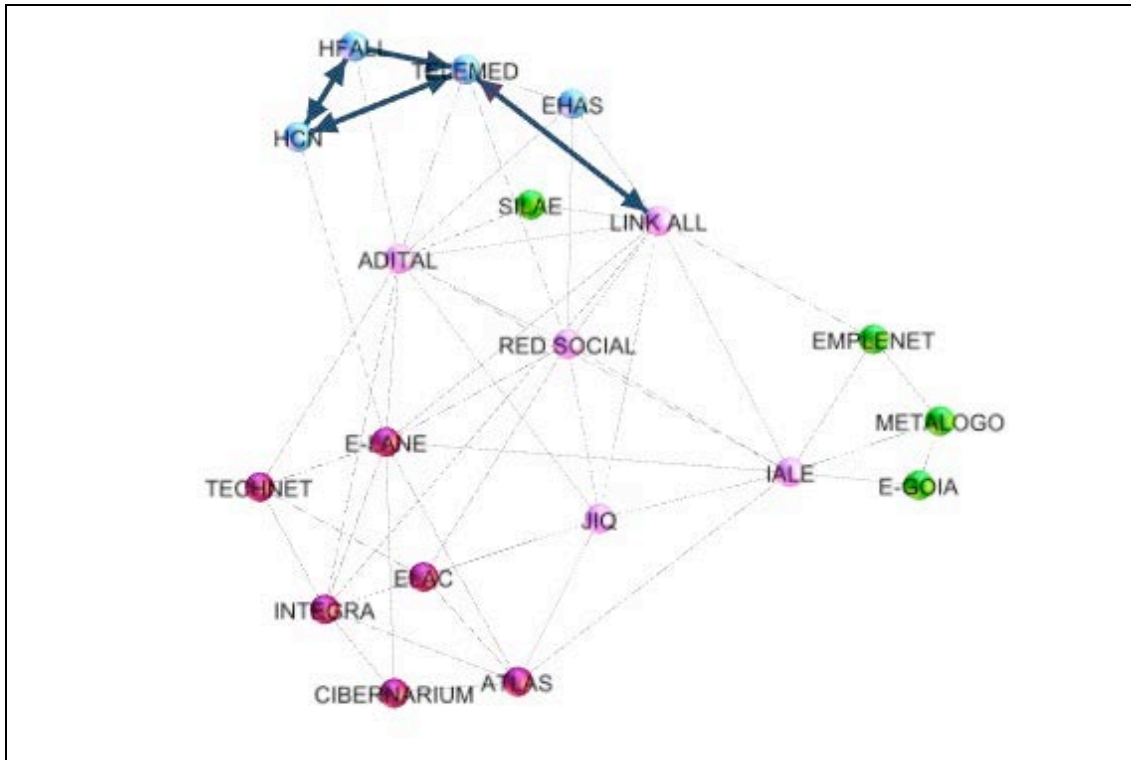 HFALL
TELEMED
EHAS
HCN
SILAE
LINK ALL
ADITAL
RED SOCIAL
EMPLENET
METALOGO
E-LANE
IALE
E-GOIA
TECHNET
JIQ
ELAC
INTEGRA
ATLAS
CIBERNARIUM